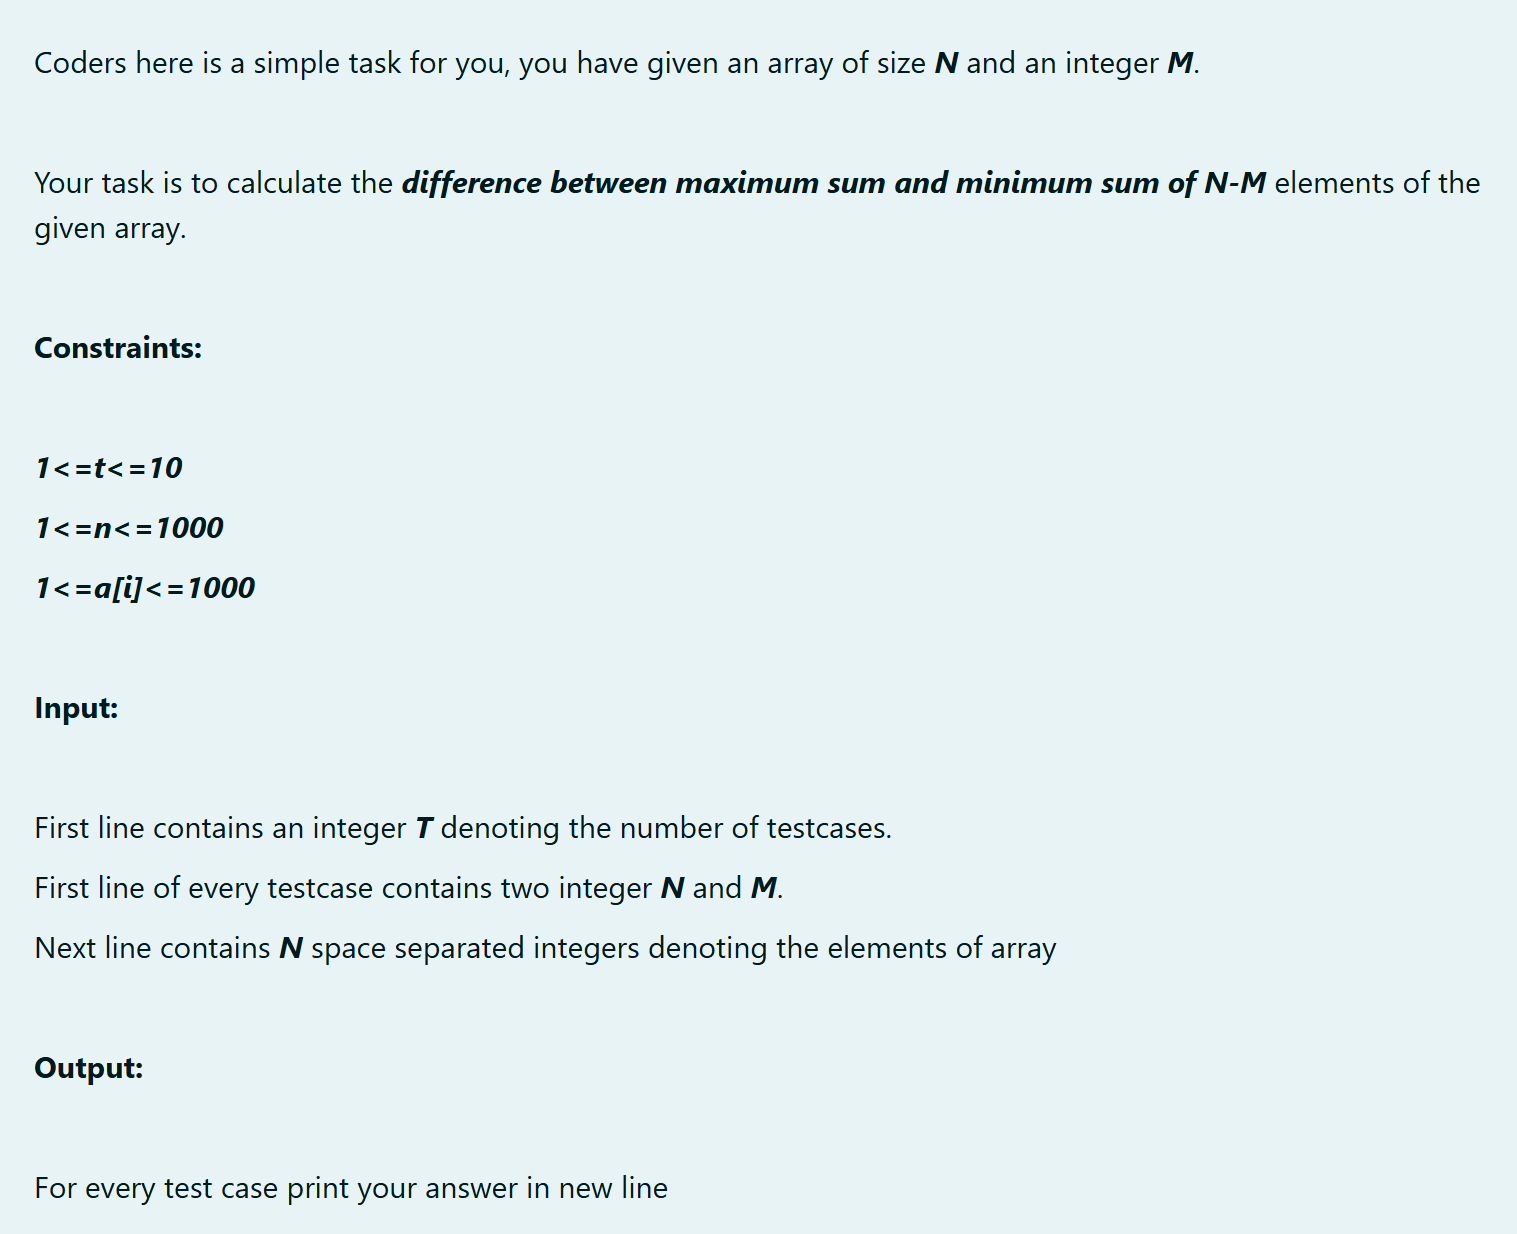 Coders here is a simple task for you, you have given an array of size N and an integer M.
Your task is to calculate the difference between maximum sum and minimum sum of N-M elements of the
given array.
Constraints:
1<=t<=10
1<=n<=1000
1<=a[i]<=1000
Input:
First line contains an integer T denoting the number of testcases.
First line of every testcase contains two integer N and M.
Next line contains N space separated integers denoting the elements of array
Output:
For every test case print your answer in new line